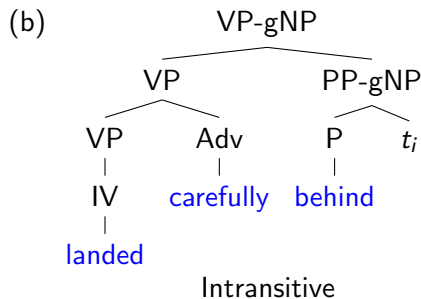 (b) VP-gNP
VP PP-gNP
VP Adv P t_i
IV carefully behind
landed
Intransitive